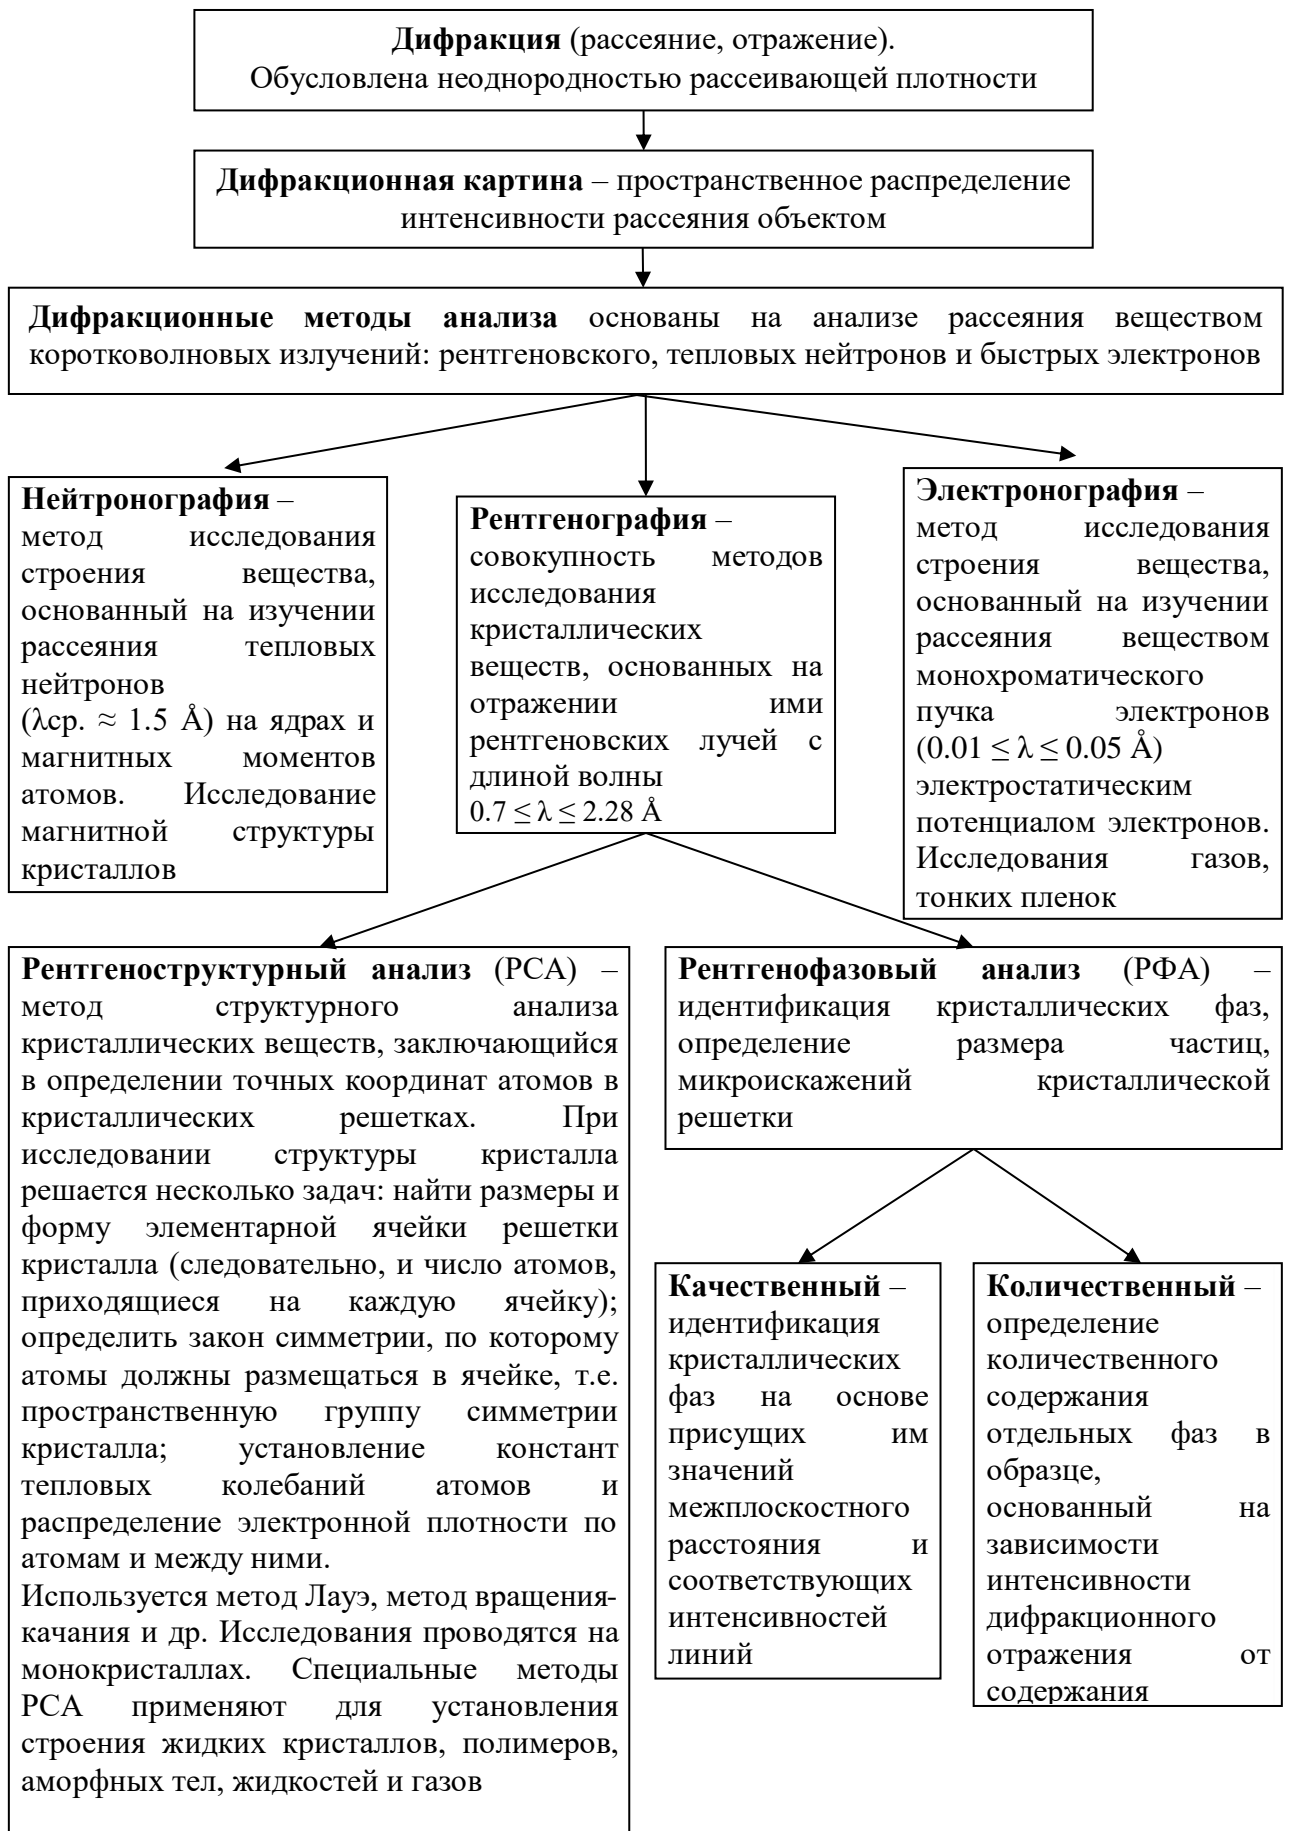 Дифракция (рассеяние, отражение).
Обусловлена неоднородностью рассеивающей плотности
Дифракционная картина – пространственное распределение
интенсивности рассеяния объектом
Дифракционные методы анализа основаны на анализе рассеяния веществом
коротковолновых излучений: рентгеновского, тепловых нейтронов и быстрых электронов
Нейтронография –
метод исследования
строения вещества,
основанный на изучении
рассеяния тепловых
нейтронов
(λср. ≈ 1.5 Å) на ядрах и
магнитных моментов
атомов. Исследование
магнитной структуры
кристаллов
Рентгенография –
совокупность методов
исследования
кристаллических
веществ, основанных на
отражении ими
рентгеновских лучей с
длиной волны
0.7 ≤ λ ≤ 2.28 Å
Электронография –
метод исследования
строения вещества,
основанный на изучении
рассеяния веществом
монохроматического
пучка электронов
(0.01 ≤ λ ≤ 0.05 Å)
электростатическим
потенциалом электронов.
Исследования газов,
тонких пленок
Рентгеноструктурный анализ (РСА) –
метод структурного анализа
кристаллических веществ, заключающийся
в определении точных координат атомов в
кристаллических решетках. При
исследовании структуры кристалла
решается несколько задач: найти размеры и
форму элементарной ячейки решетки
кристалла (следовательно, и число атомов,
приходящиеся на каждую ячейку);
определить закон симметрии, по которому
атомы должны размещаться в ячейке, т.е.
пространственную группу симметрии
кристалла; установление констант
тепловых колебаний атомов и
распределение электронной плотности по
атомам и между ними.
Используется метод Лауэ, метод вращения-
качания и др. Исследования проводятся на
монокристаллах. Специальные методы
РСА применяют для установления
строения жидких кристаллов, полимеров,
аморфных тел, жидкостей и газов
Рентгенофазовый анализ (РФА) –
идентификация кристаллических фаз,
определение размера частиц,
микроискажений кристаллической
решетки
Качественный –
идентификация
кристаллических
фаз на основе
присущих им
значений
межплоскостного
расстояния и
соответствующих
интенсивностей
линий
Количественный –
определение
количественного
содержания
отдельных фаз в
образце,
основанный на
зависимости
интенсивности
дифракционного
отражения от
содержания